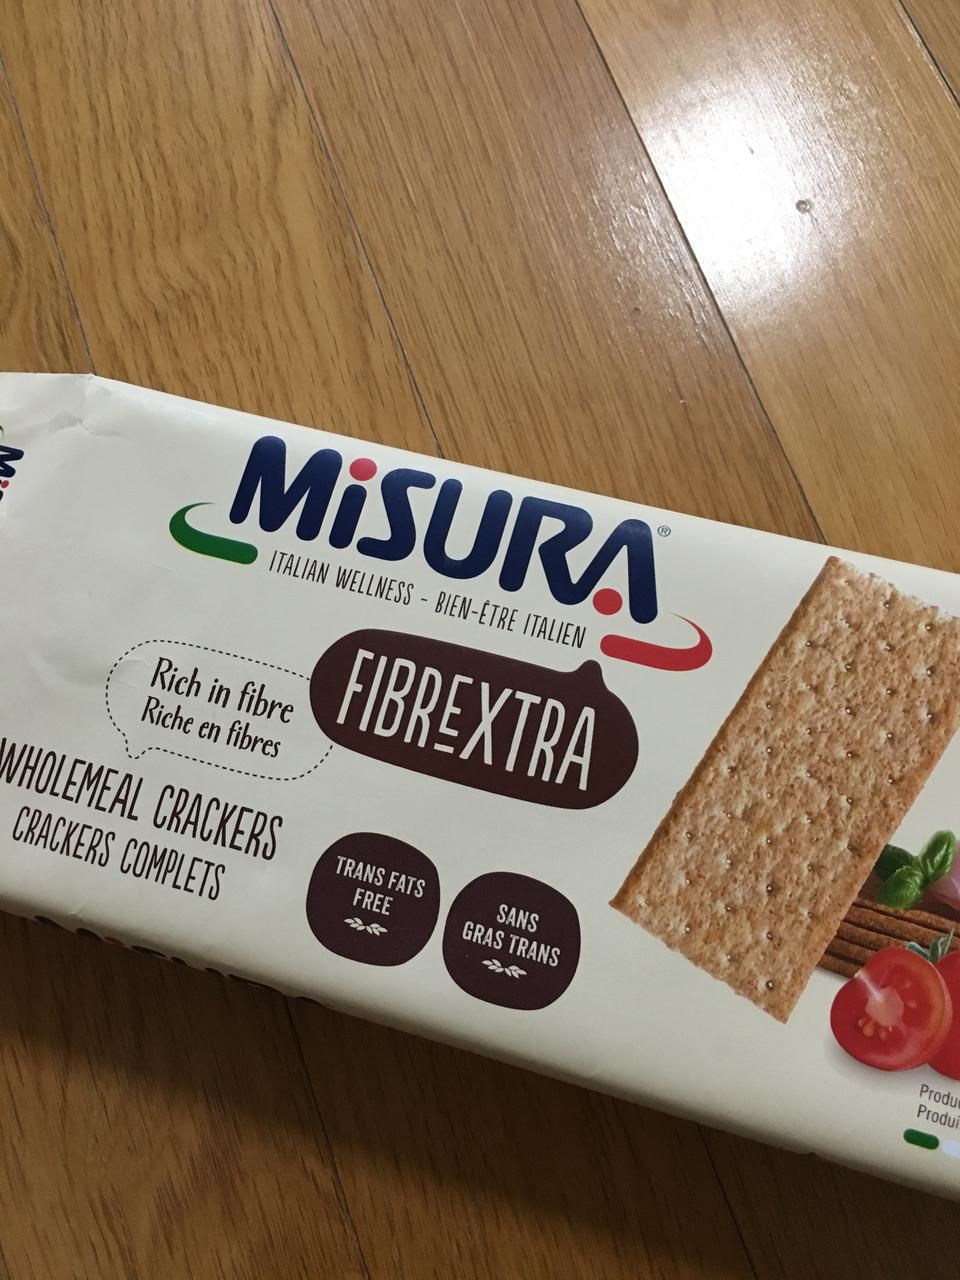 MiSURA®
ITALIAN WELLNESS - BIEN-ÊTRE ITALIEN
Rich in fibre
Riche en fibres
FIBREXTRA
WHOLEMEAL CRACKERS
CRACKERS COMPLETS
TRANS FATS
FREE
SANS
GRAS TRANS